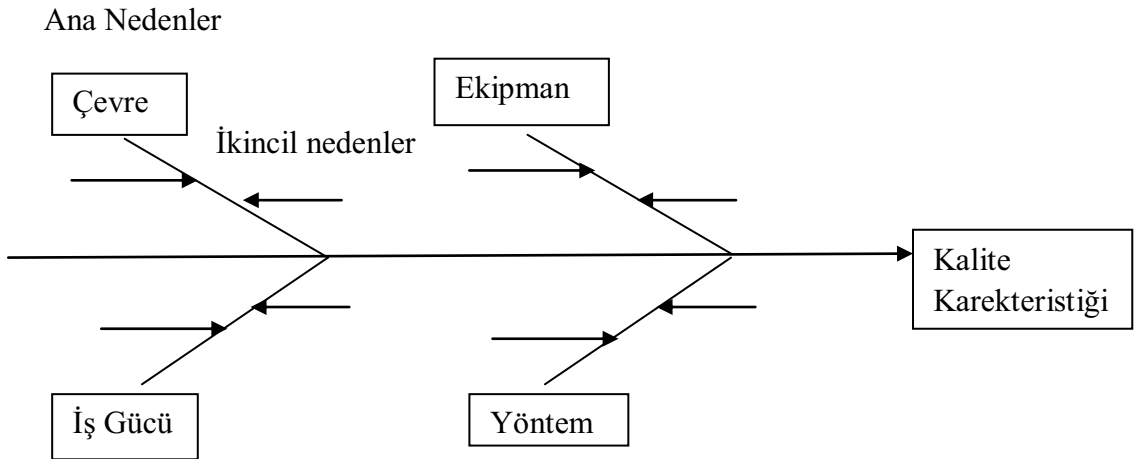 Ana Nedenler
Çevre
Ekipman
İkincil nedenler
Kalite
Karekteristiği
İş Gücü
Yöntem